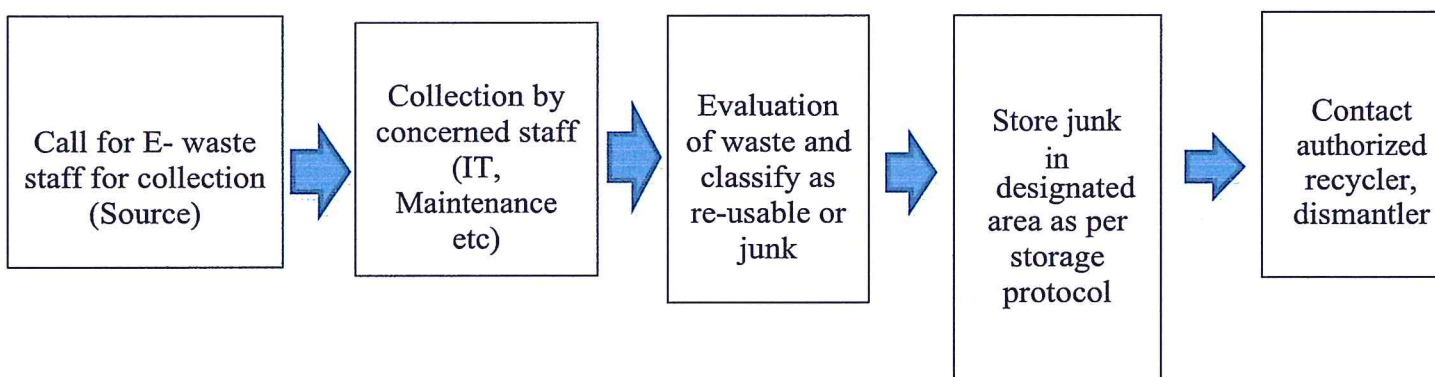 Call for E- waste
staff for collection
(Source)
Collection by
concerned staff
(IT,
Maintenance
etc)
Evaluation
of waste and
classify as
re-usable or
junk
Store junk
in
designated
area as per
storage
protocol
Contact
authorized
recycler,
dismantler